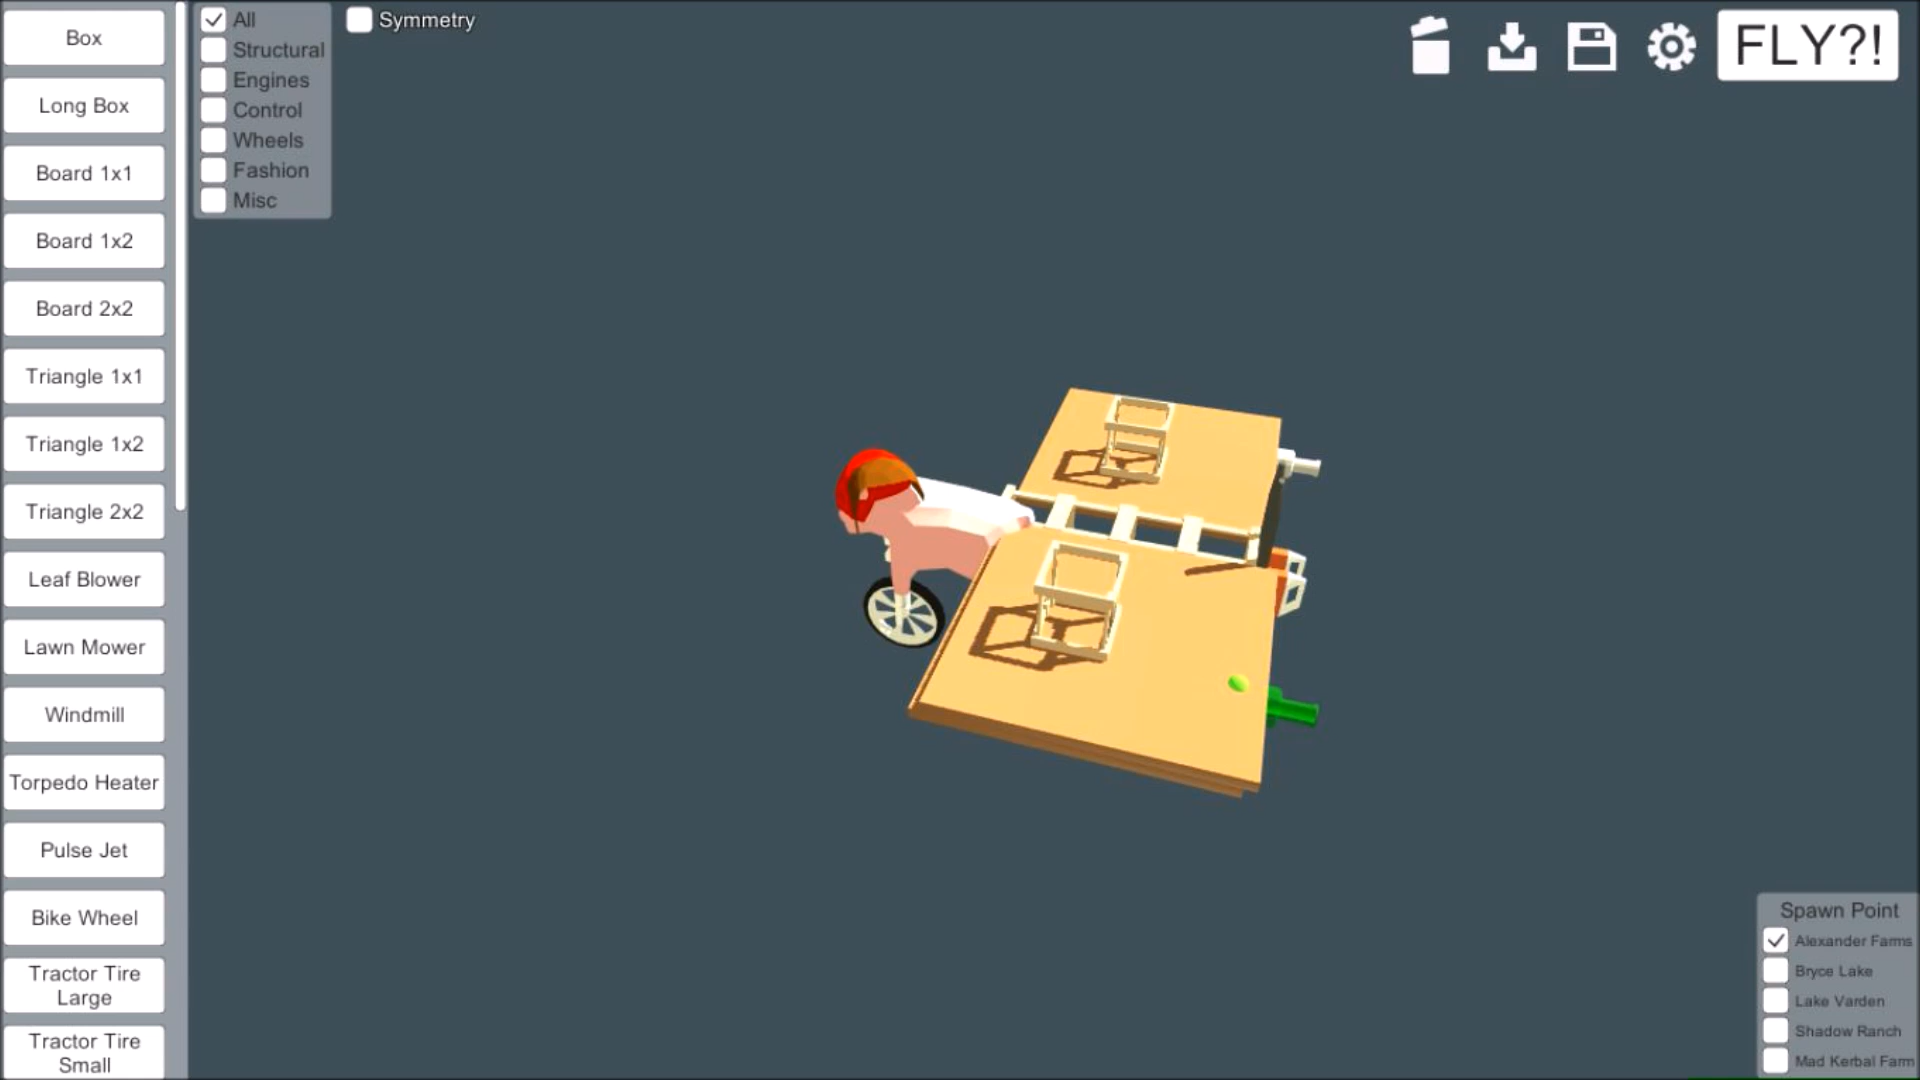 Box
Long Box
Board 1x1
Board 1x2
Board 2x2
Triangle 1x1
Triangle 1x2
Triangle 2x2
Leaf Blower
Lawn Mower
Windmill
Torpedo Heater
Pulse Jet
Bike Wheel
Tractor Tire
Large
Tractor Tire
Small
All
Structural
Engines
Control
Wheels
Fashion
Misc
Symmetry
FLY?!
Spawn Point
Alexander Farms
Bryce Lake
Lake Varden
Shadow Ranch
Mad Kerbal Farm